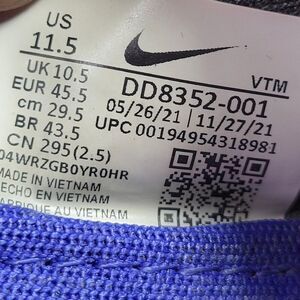 US
11.5
UK 10.5
EUR 45.5
cm 29.5
BR 43.5
CN 295 (2.5)
04WRZGB0YR0HR
MADE IN VIETNAM
HECHO EN VIETNAM
FABRIQUE AU VIETNAM
VTM
DD8352-001
05/26/21 | 11/27/21
UPC 00194954318981